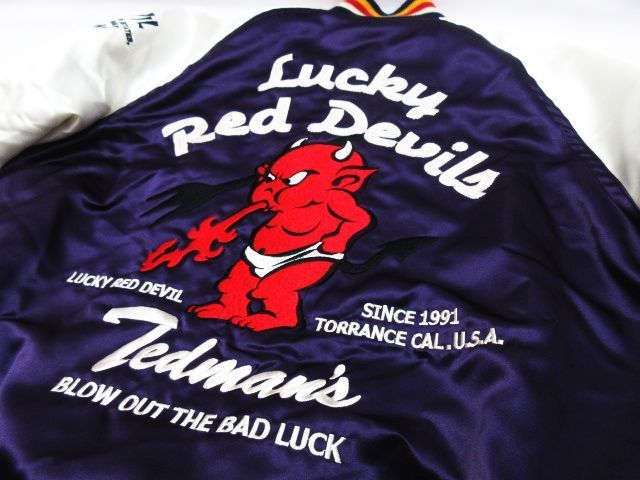 Lucky
Red Devils
LUCKY RED DEVIL
SINCE 1991
TORRANCE CAL.U.S.A.
Tedman's
BLOW OUT THE BAD LUCK